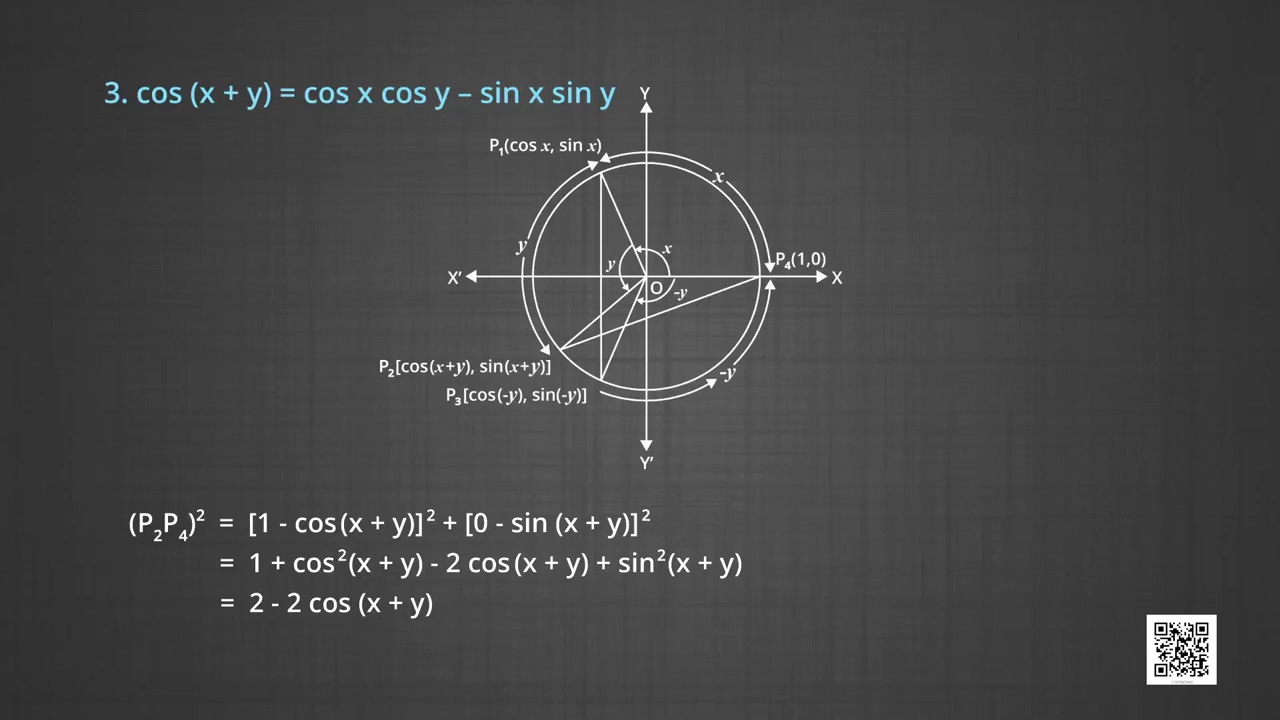 3. cos (x + y) = cos x cos y – sin x sin y
Y
P₁(cos x, sin x)
x
y
x
y
P₄(1,0)
X'
X
O
-y
P₂[cos(x+y), sin(x+y)]
-y
P₃[cos(-y), sin(-y)]
Y'
(P₂P₄)² = [1 - cos (x + y)]² + [0 - sin (x + y)]²
= 1 + cos²(x + y) - 2 cos (x + y) + sin²(x + y)
= 2 - 2 cos (x + y)